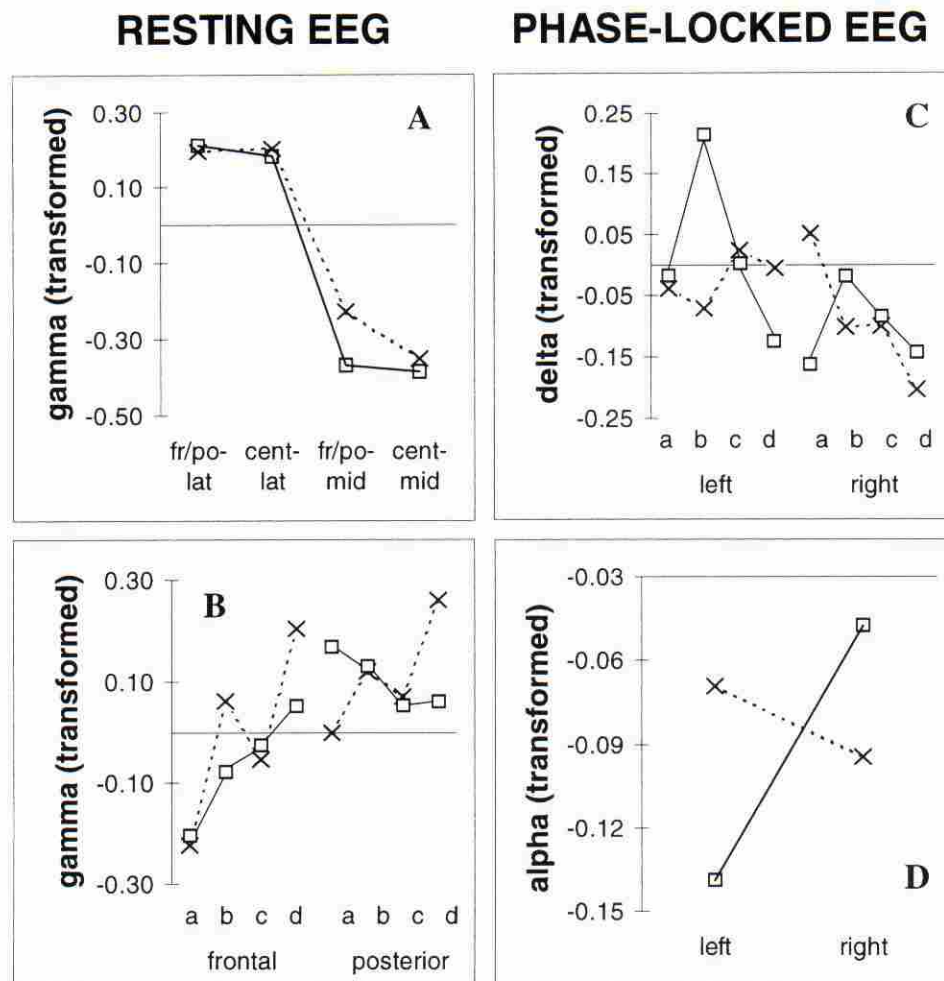 RESTING EEG
PHASE-LOCKED EEG
A
gamma (transformed)
0.30
0.10
-0.10
-0.30
-0.50
fr/po- cent- fr/po- cent-
lat lat mid mid
C
delta (transformed)
0.25
0.15
0.05
-0.05
-0.15
-0.25
a b c d a b c d
left right
B
gamma (transformed)
0.30
0.10
-0.10
-0.30
a b c d a b c d
frontal posterior
D
alpha (transformed)
-0.03
-0.06
-0.09
-0.12
-0.15
left right